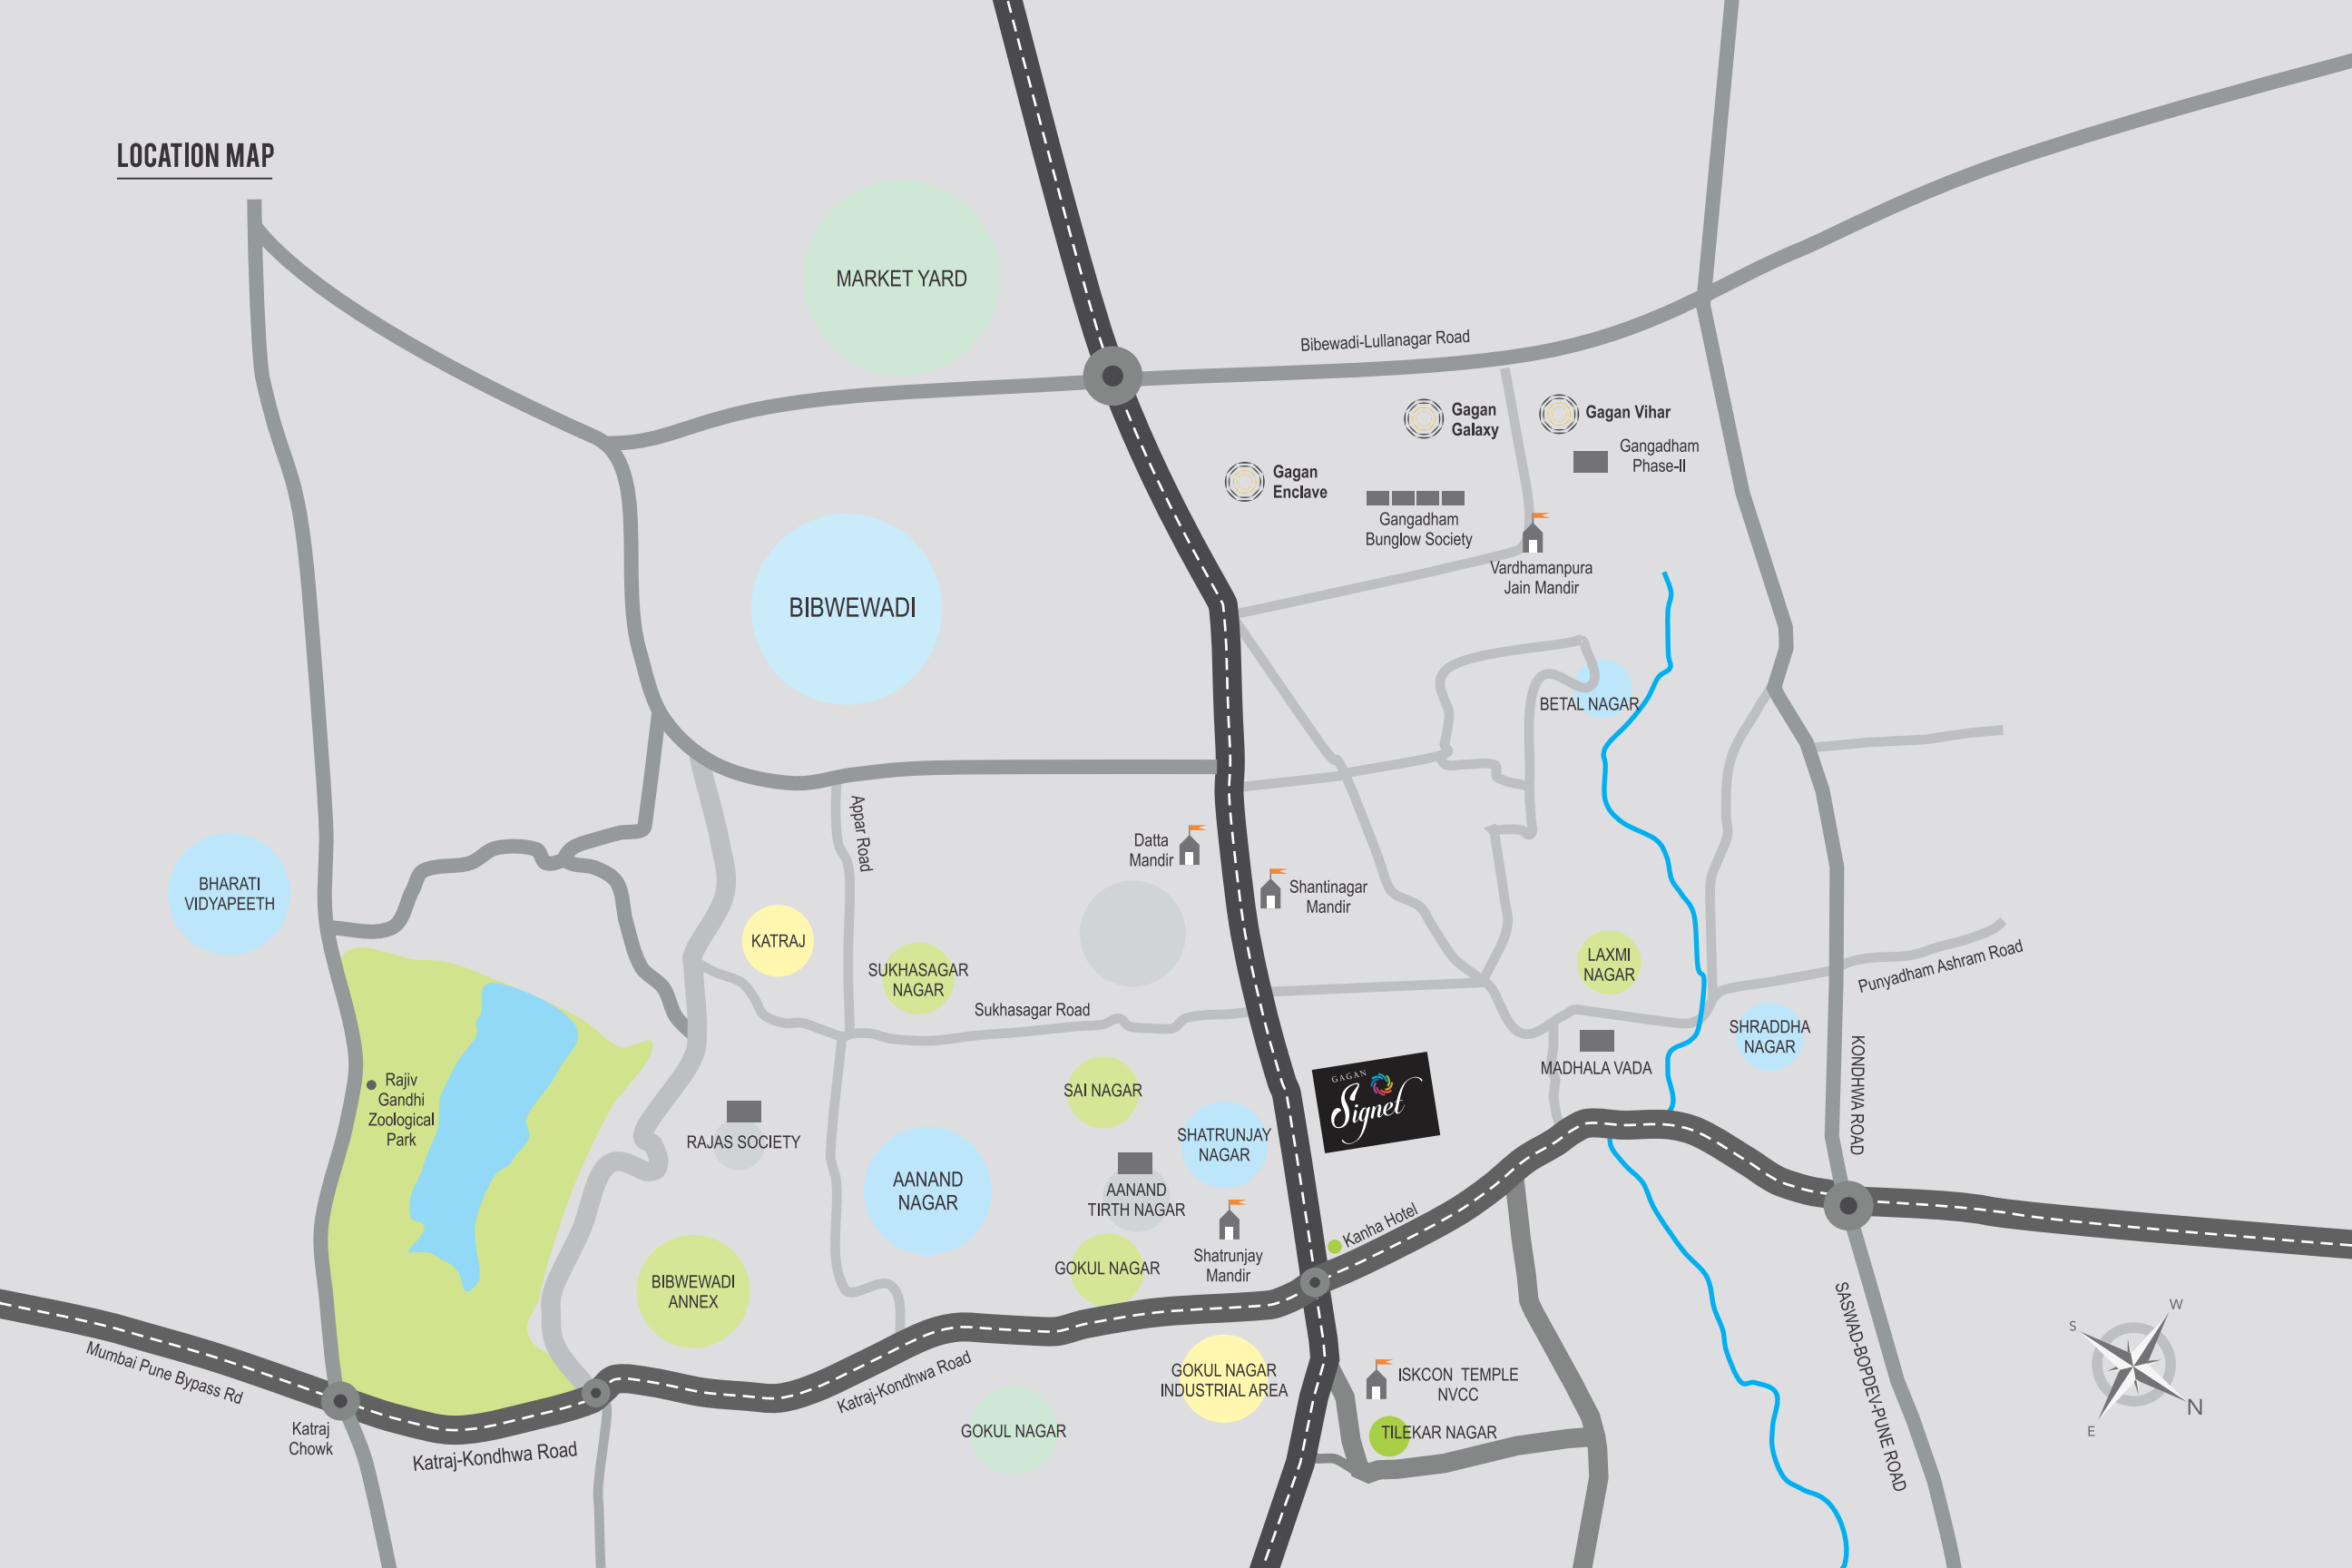 LOCATION MAP
MARKET YARD
Bibewadi-Lullanagar Road
Gagan
Galaxy
Gagan Vihar
Gangadham
Phase-II
Gagan
Enclave
Gangadham
Bunglow Society
Vardhamanpura
Jain Mandir
BIBWEWADI
BETAL NAGAR
Appar Road
Datta
Mandir
Shantinagar
Mandir
BHARATI
VIDYAPEETH
KATRAJ
SUKHASAGAR
NAGAR
Sukhasagar Road
LAXMI
NAGAR
Punyadham Ashram Road
SHRADDHA
NAGAR
MADHALA VADA
KONDHWA ROAD
Rajiv
Gandhi
Zoological
Park
RAJAS SOCIETY
SAI NAGAR
GAGAN
Signet
SHATRUNJAY
NAGAR
AANAND
NAGAR
AANAND
TIRTH NAGAR
Shatrunjay
Mandir
Kanha Hotel
GOKUL NAGAR
BIBWEWADI
ANNEX
Mumbai Pune Bypass Rd
Katraj
Chowk
Katraj-Kondhwa Road
Katraj-Kondhwa Road
GOKUL NAGAR
INDUSTRIAL AREA
GOKUL NAGAR
ISKCON TEMPLE
NVCC
TILEKAR NAGAR
SASWAD-BOPDEV-PUNE ROAD
W
S
N
E